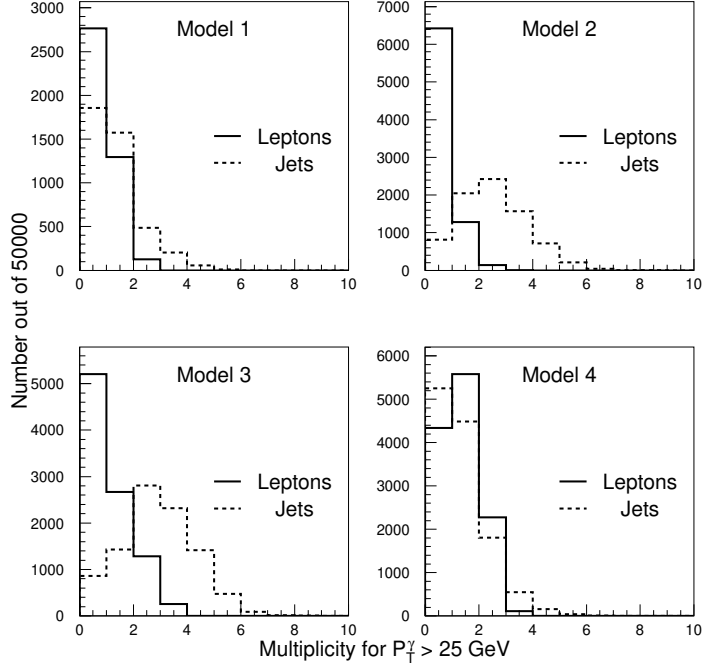 Model 1
3000
2500
2000
1500
1000
500
0
0 2 4 6 8 10
Leptons
Jets
Model 2
7000
6000
5000
4000
3000
2000
1000
0
0 2 4 6 8 10
Leptons
Jets
Number out of 50000
Model 3
5000
4000
3000
2000
1000
0
0 2 4 6 8 10
Leptons
Jets
Model 4
6000
5000
4000
3000
2000
1000
0
0 2 4 6 8 10
Leptons
Jets
Multiplicity for P_T^γ > 25 GeV